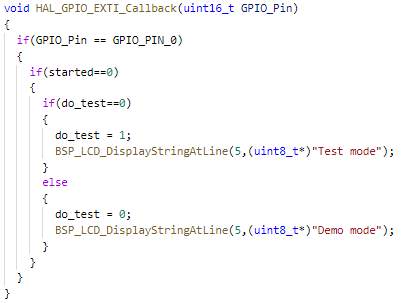 void HAL_GPIO_EXTI_Callback(uint16_t GPIO_Pin)
{
  if(GPIO_Pin == GPIO_PIN_0)
  {
    if(started==0)
    {
      if(do_test==0)
      {
        do_test = 1;
        BSP_LCD_DisplayStringAtLine(5,(uint8_t*)"Test mode");
      }
      else
      {
        do_test = 0;
        BSP_LCD_DisplayStringAtLine(5,(uint8_t*)"Demo mode");
      }
    }
  }
}